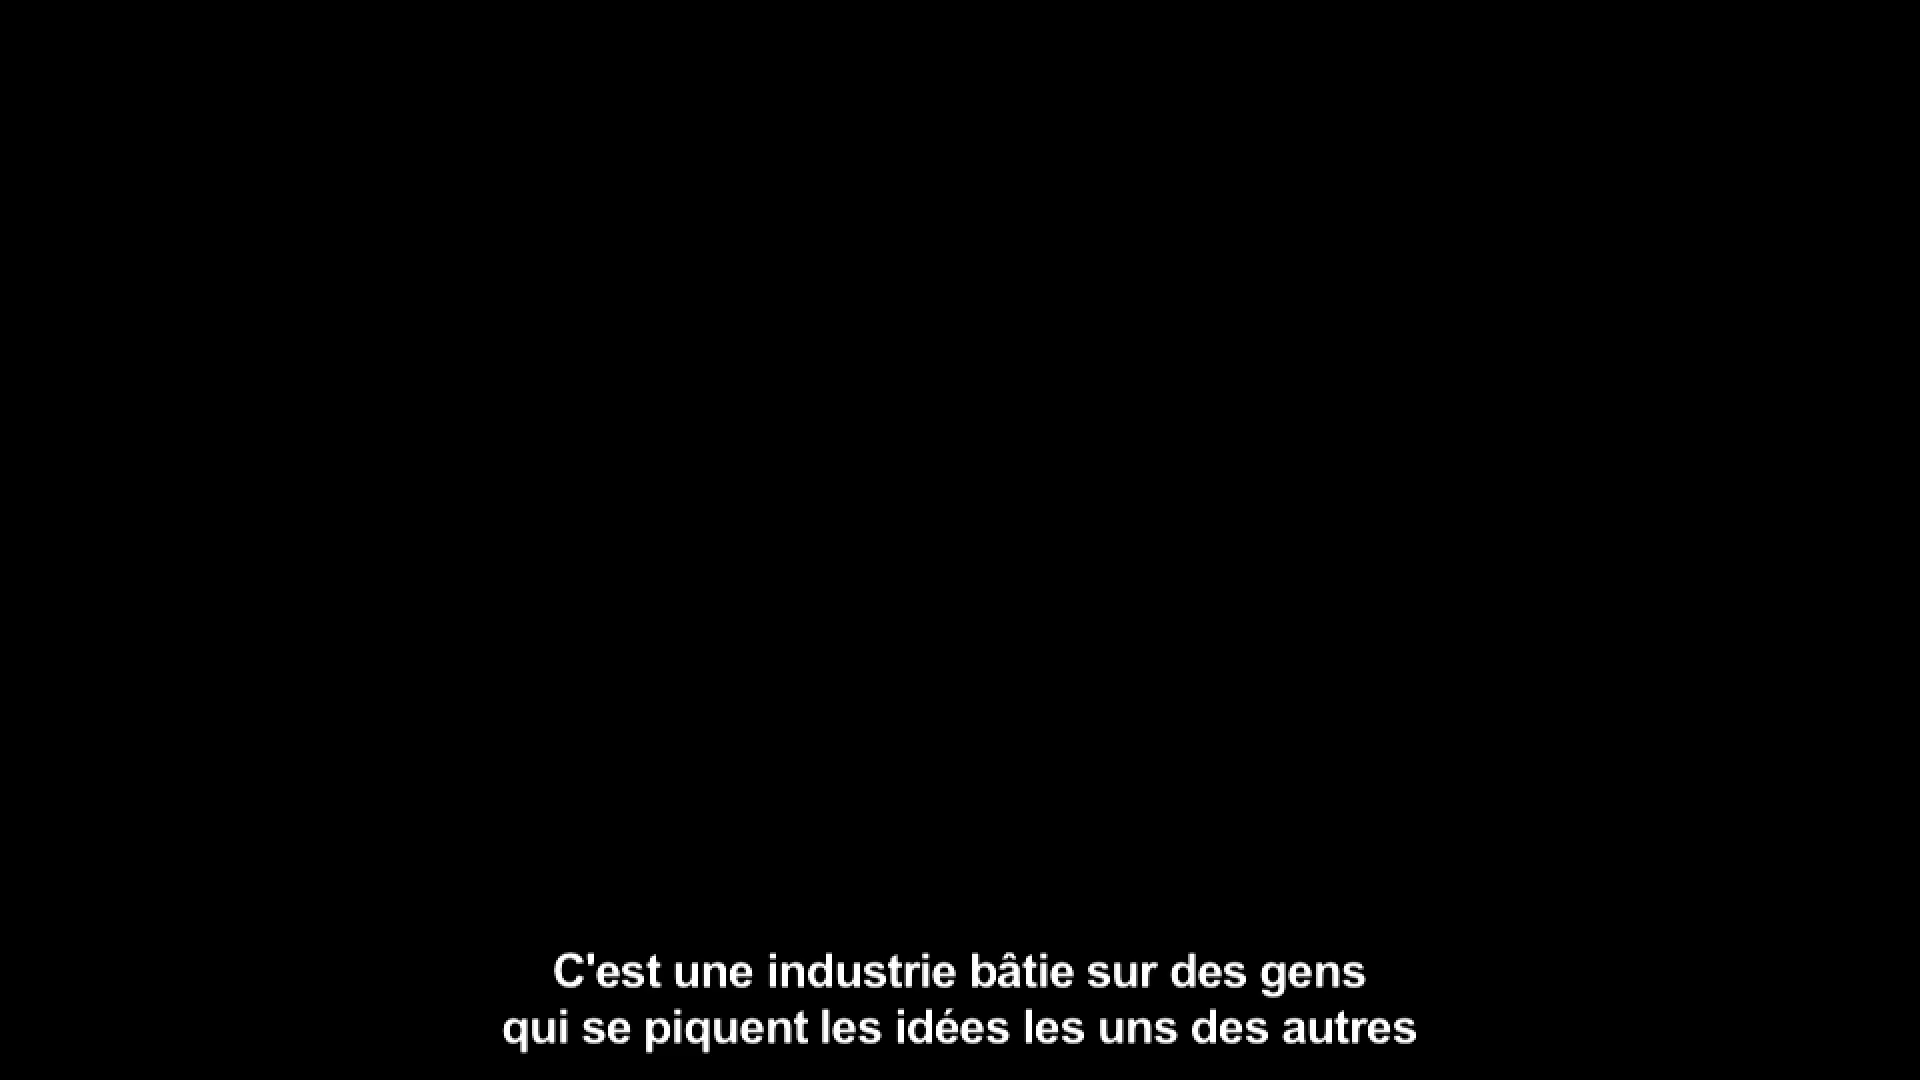 C'est une industrie bâtie sur des gens
qui se piquent les idées les uns des autres